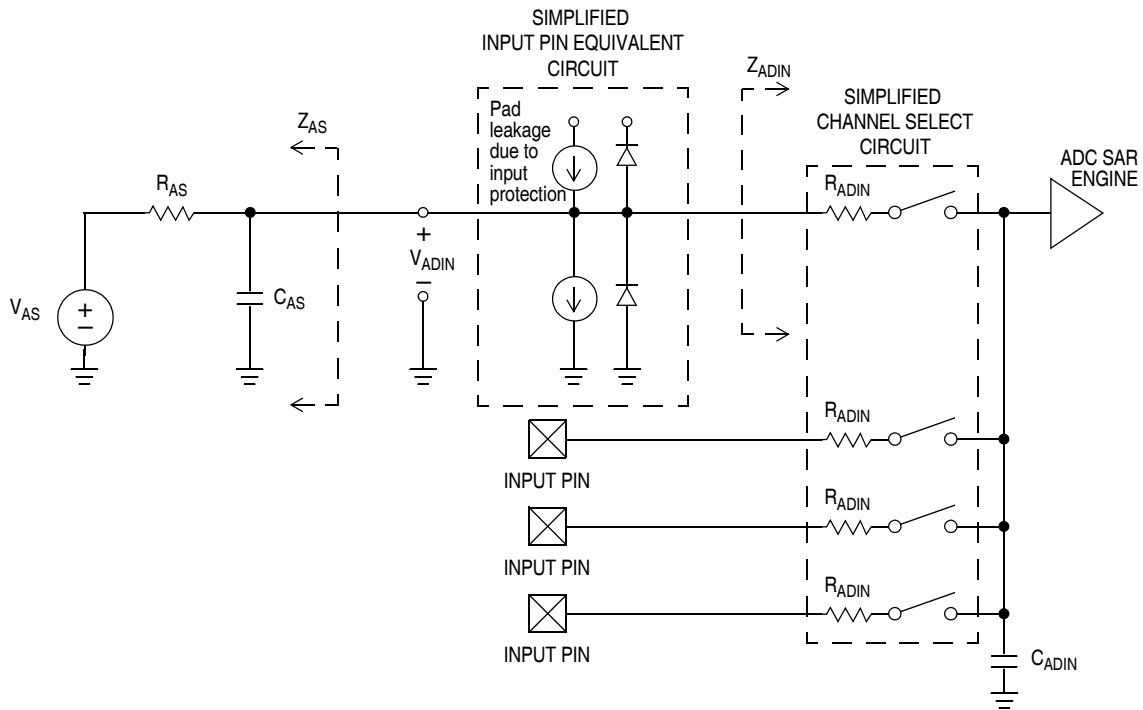 SIMPLIFIED
INPUT PIN EQUIVALENT
CIRCUIT
Z_ADIN
SIMPLIFIED
CHANNEL SELECT
CIRCUIT
Pad
leakage
due to
input
protection
Z_AS
R_AS
R_ADIN
ADC SAR
ENGINE
+
V_ADIN
–
C_AS
V_AS
+
–
R_ADIN
INPUT PIN
R_ADIN
INPUT PIN
R_ADIN
INPUT PIN
C_ADIN